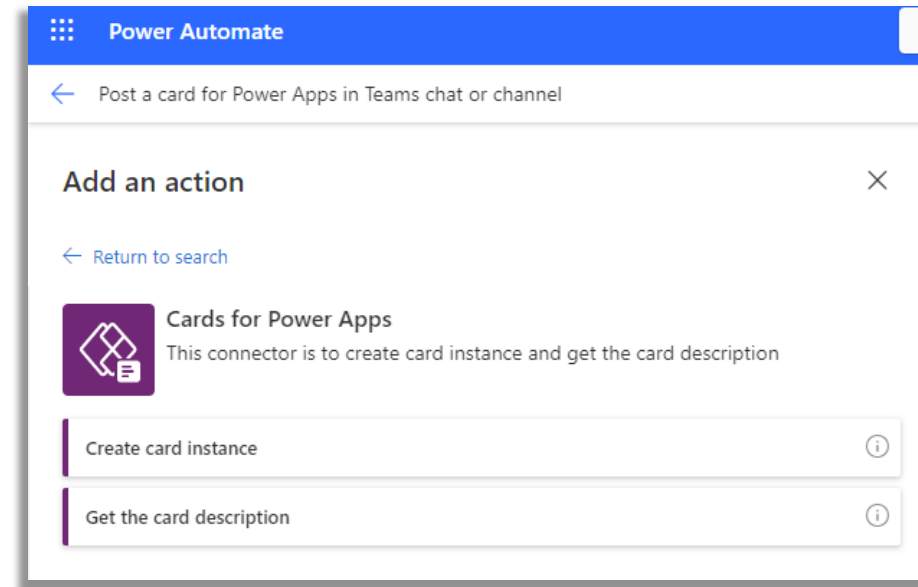 Power Automate
Post a card for Power Apps in Teams chat or channel
Add an action
Return to search
Cards for Power Apps
This connector is to create card instance and get the card description
Create card instance
Get the card description